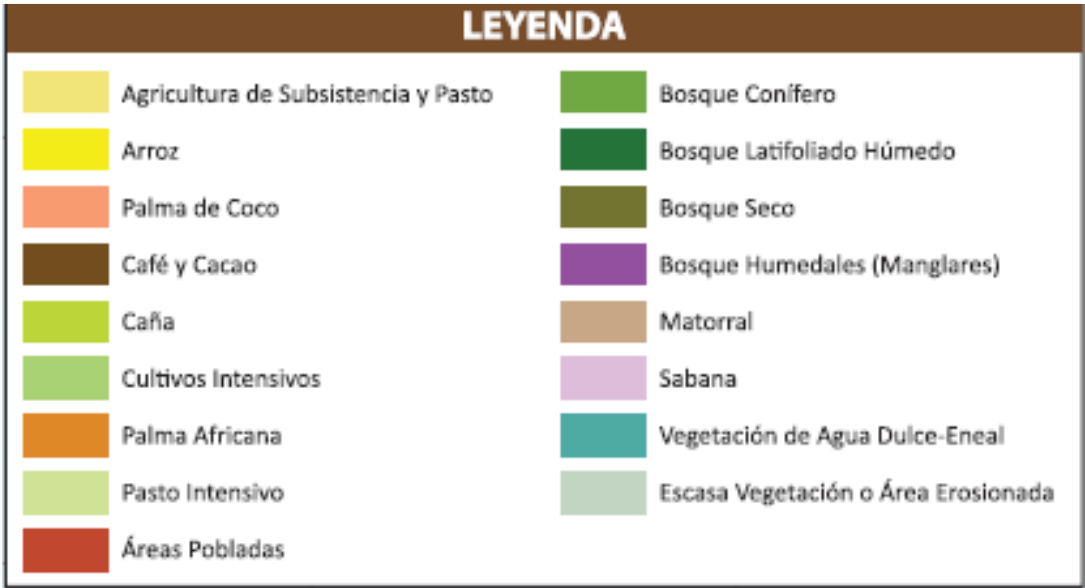 LEYENDA
Agricultura de Subsistencia y Pasto
Arroz
Palma de Coco
Café y Cacao
Caña
Cultivos Intensivos
Palma Africana
Pasto Intensivo
Áreas Pobladas
Bosque Conífero
Bosque Latifoliado Húmedo
Bosque Seco
Bosque Humedales (Manglares)
Matorral
Sabana
Vegetación de Agua Dulce-Eneal
Escasa Vegetación o Área Erosionada